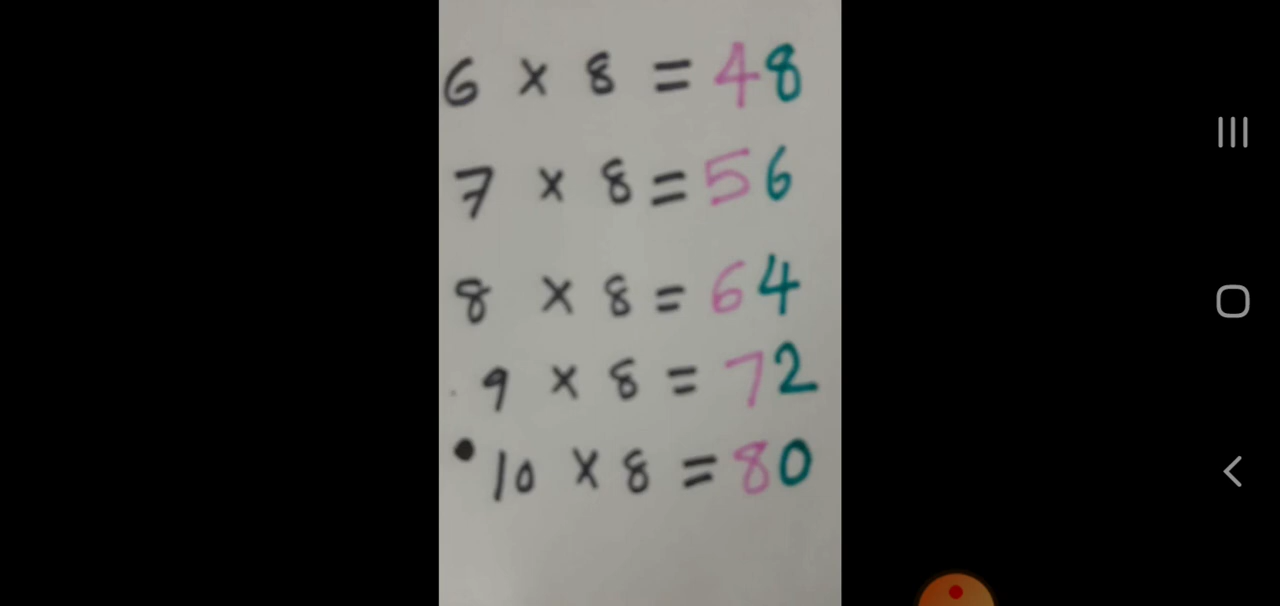 6 × 8 = 48
7 × 8 = 56
8 × 8 = 64
9 × 8 = 72
10 × 8 = 80